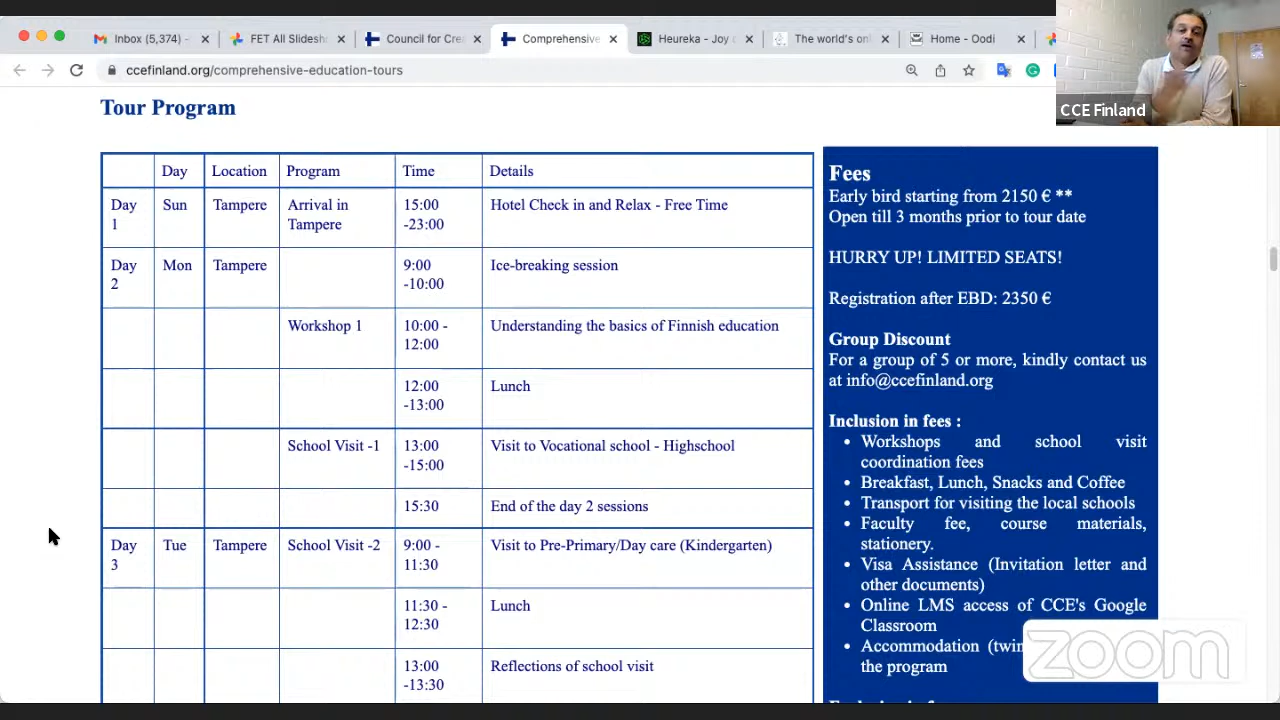 Inbox (5,374) -
FET All Slidesh
Council for Crea
Comprehensive
Heureka - Joy o
The world's onl
Home - Oodi
ccefinland.org/comprehensive-education-tours
CCE Finland
Tour Program
Day Location Program Time Details
Day 1 Sun Tampere Arrival in Tampere 15:00 -23:00 Hotel Check in and Relax - Free Time
Day 2 Mon Tampere 9:00 -10:00 Ice-breaking session
Workshop 1 10:00 - 12:00 Understanding the basics of Finnish education
12:00 -13:00 Lunch
School Visit -1 13:00 -15:00 Visit to Vocational school - Highschool
15:30 End of the day 2 sessions
Day 3 Tue Tampere School Visit -2 9:00 - 11:30 Visit to Pre-Primary/Day care (Kindergarten)
11:30 - 12:30 Lunch
13:00 -13:30 Reflections of school visit
Fees
Early bird starting from 2150 € **
Open till 3 months prior to tour date
HURRY UP! LIMITED SEATS!
Registration after EBD: 2350 €
Group Discount
For a group of 5 or more, kindly contact us
at info@ccefinland.org
Inclusion in fees :
• Workshops and school visit
coordination fees
• Breakfast, Lunch, Snacks and Coffee
• Transport for visiting the local schools
• Faculty fee, course materials,
stationery.
• Visa Assistance (Invitation letter and
other documents)
• Online LMS access of CCE's Google
Classroom
• Accommodation (twin
the program
zoom